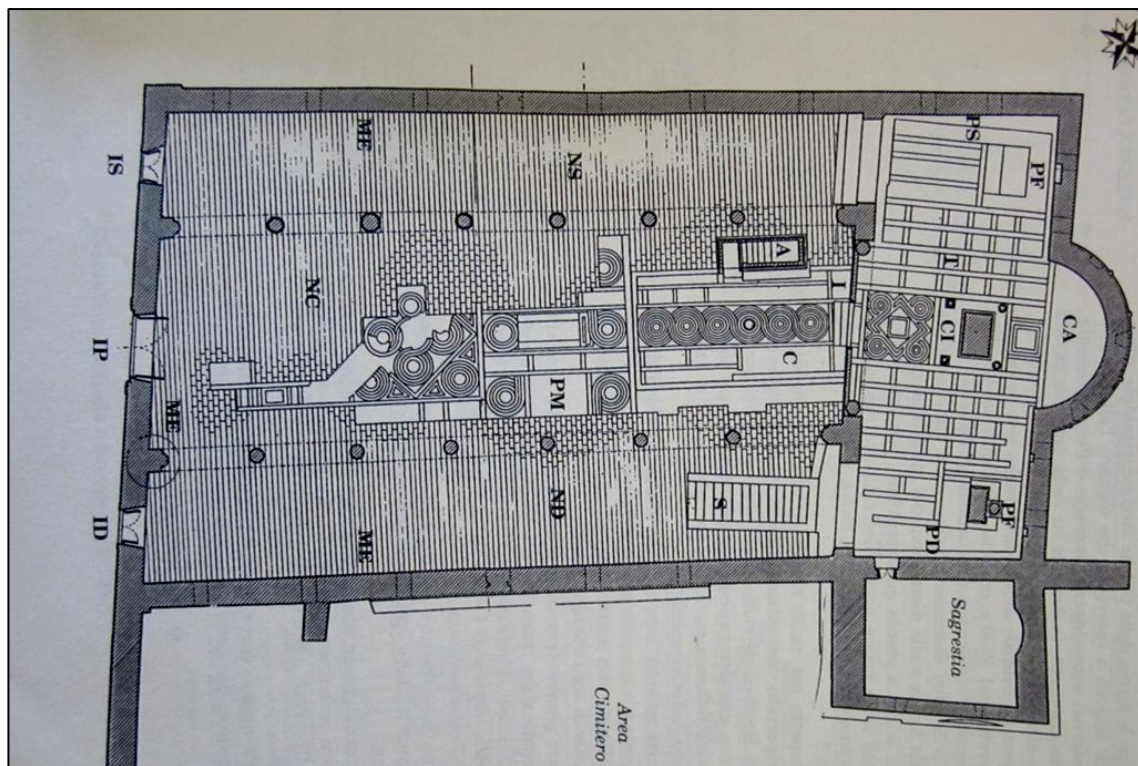 CA
PF
PF
PS
T
CI
PD
Sagrestia
A
C
S
NS
PM
ND
Area
Cimitero
ME
ME
NC
ME
IS
IP
ID